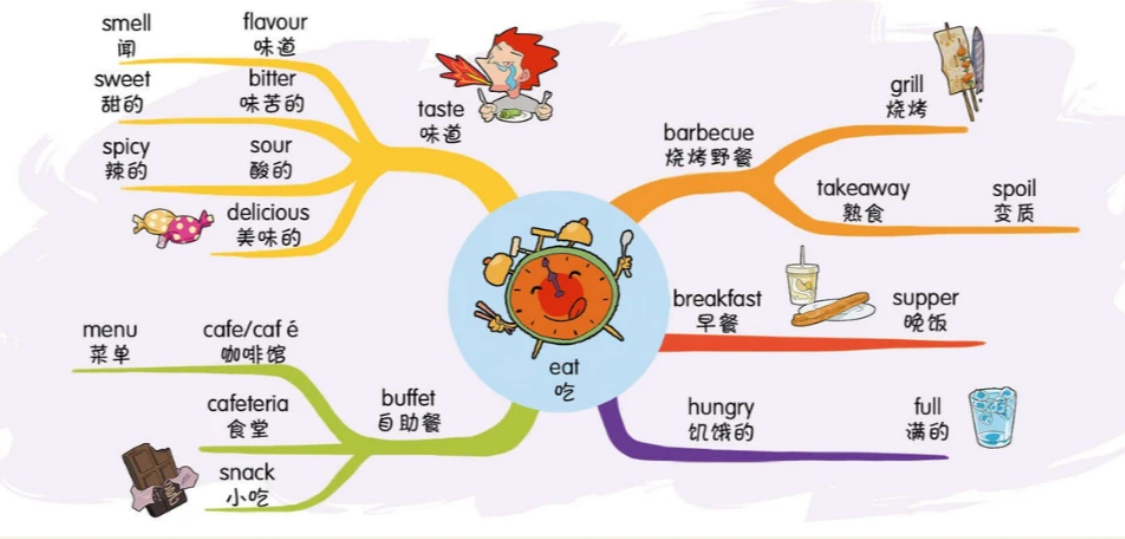 smell
闻
flavour
味道
sweet
甜的
bitter
味苦的
spicy
辣的
sour
酸的
delicious
美味的
taste
味道
barbecue
烧烤野餐
grill
烧烤
takeaway
熟食
spoil
变质
breakfast
早餐
supper
晚饭
eat
吃
hungry
饥饿的
full
满的
menu
菜单
cafe/caf é
咖啡馆
cafeteria
食堂
buffet
自助餐
snack
小吃